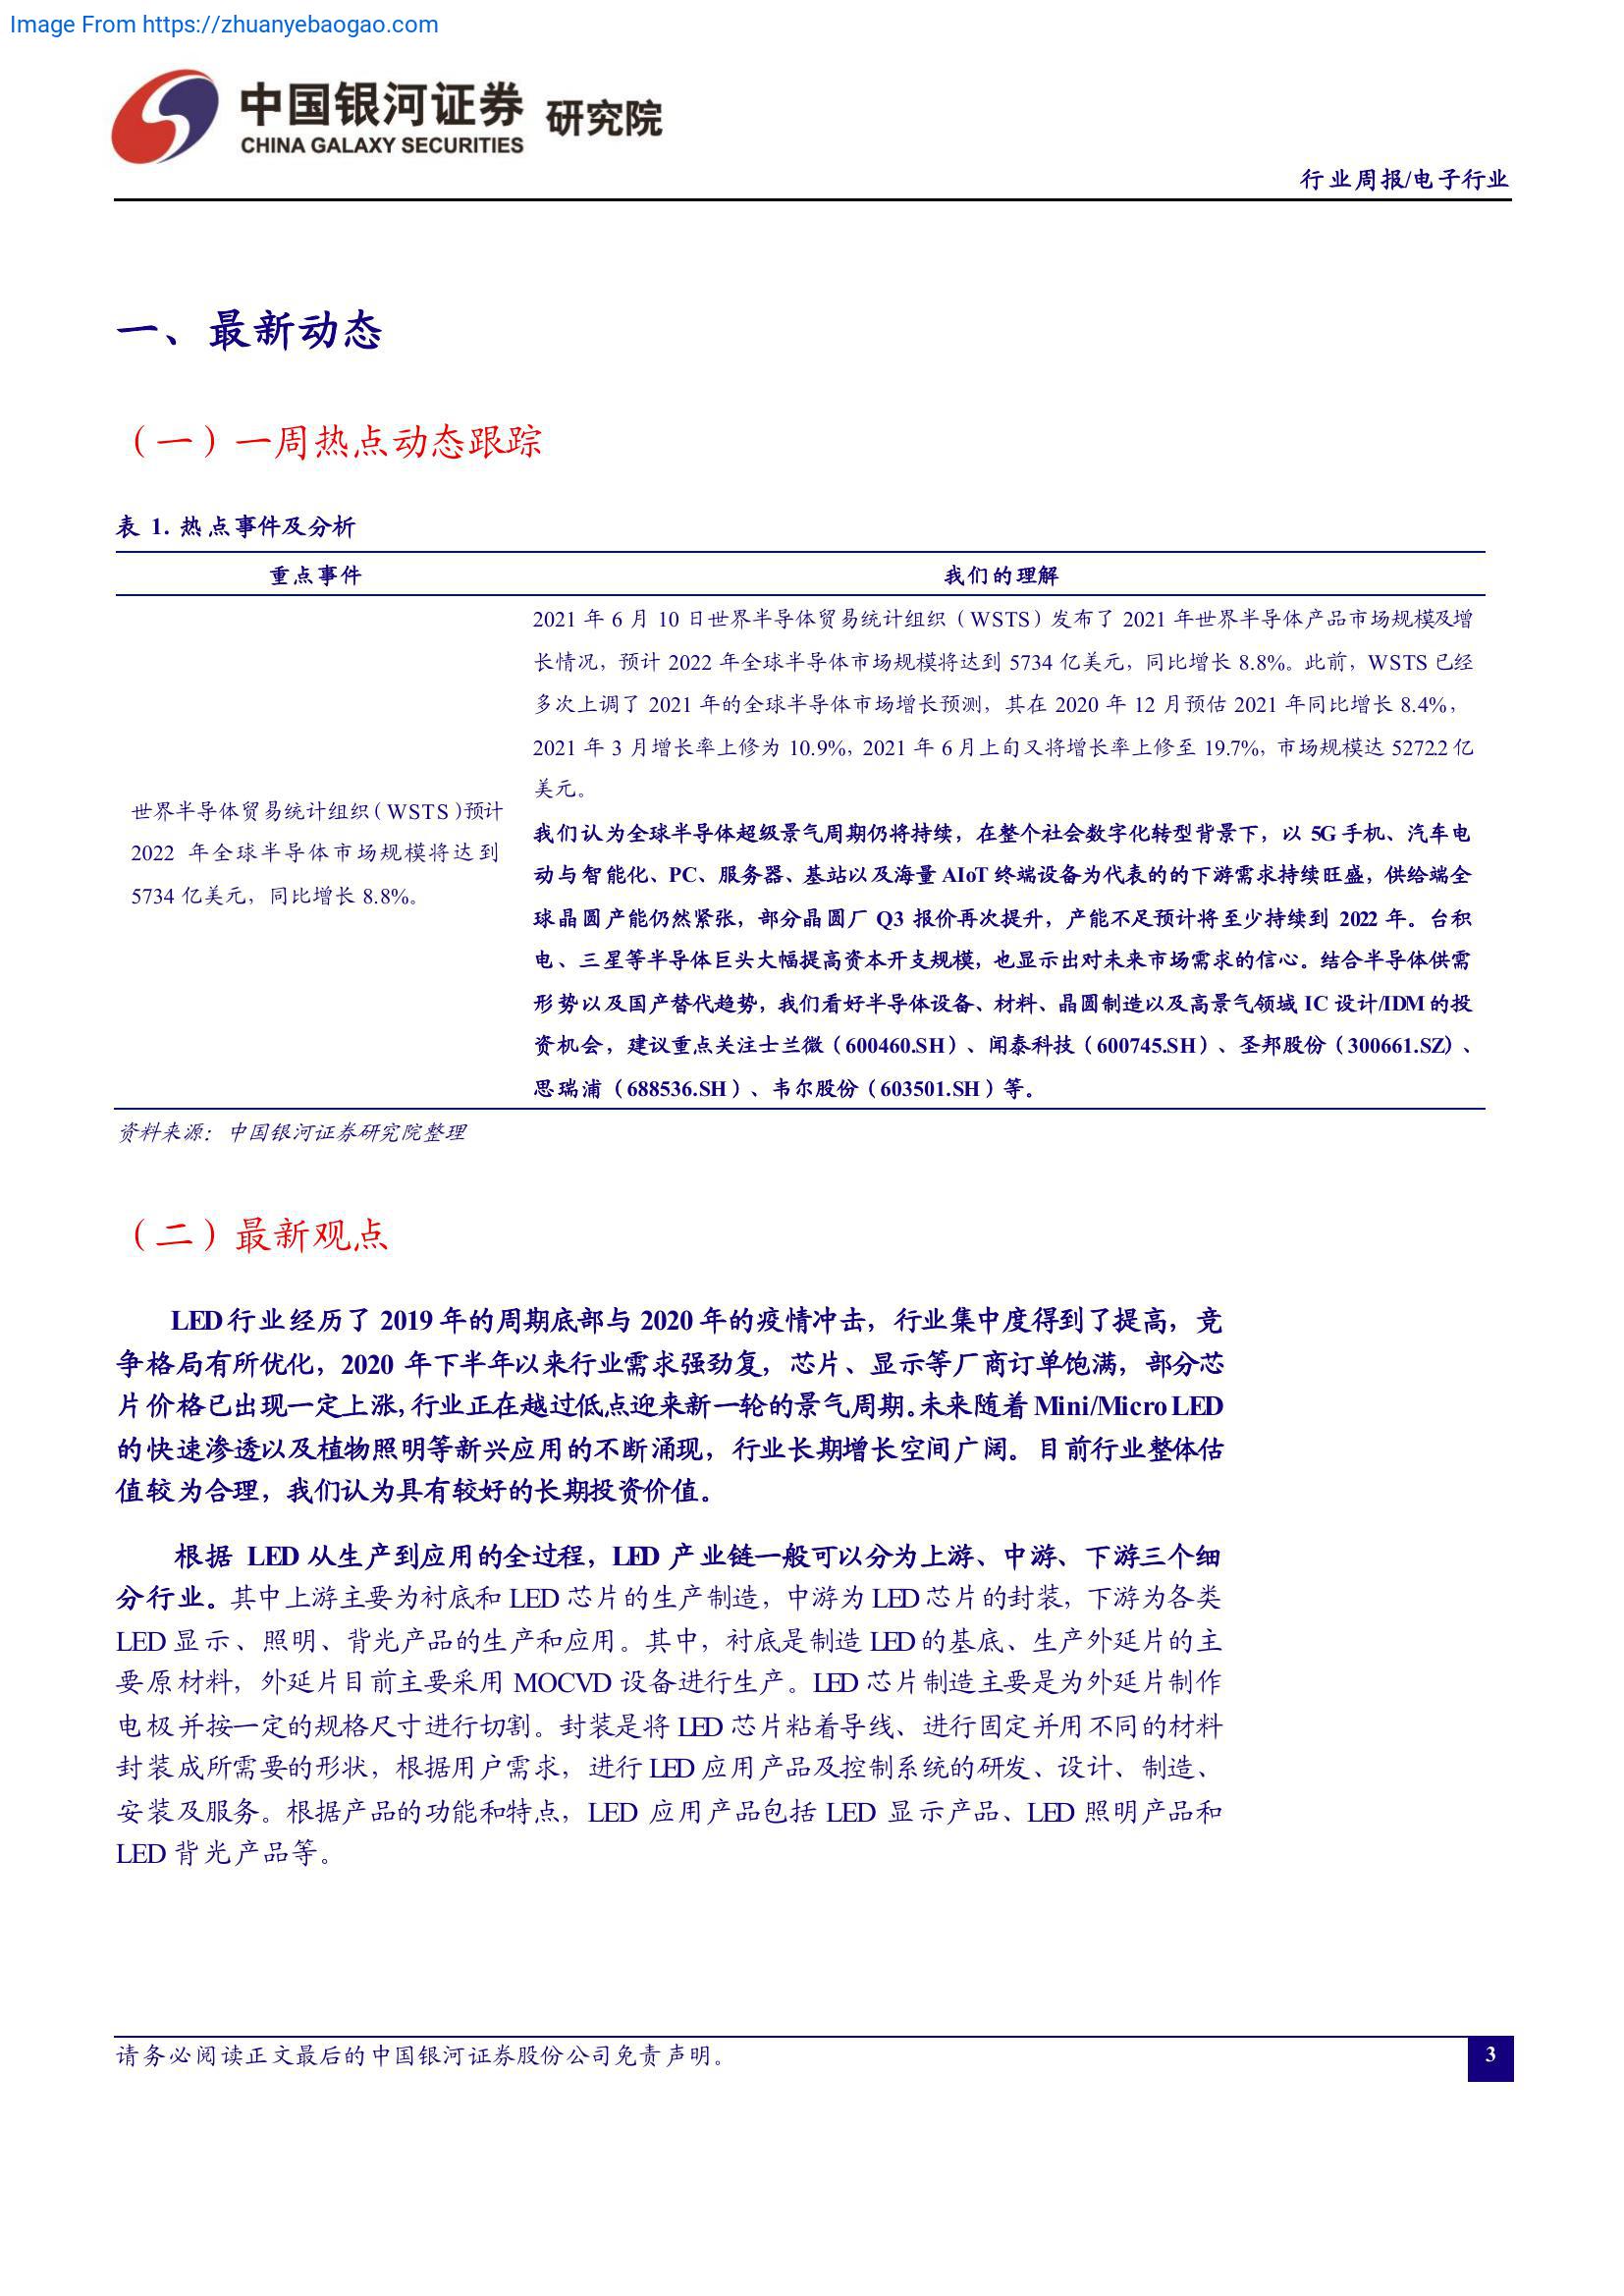 Image From https://zhuanyebaogao.com
中国银河证券 研究院
CHINA GALAXY SECURITIES
行业周报/电子行业
一、最新动态
（一）一周热点动态跟踪
表 1. 热点事件及分析
重点事件 我们的理解
世界半导体贸易统计组织（WSTS）预计
2022 年全球半导体市场规模将达到
5734 亿美元，同比增长 8.8%。
2021 年 6 月 10 日世界半导体贸易统计组织（WSTS）发布了 2021 年世界半导体产品市场规模及增
长情况，预计 2022 年全球半导体市场规模将达到 5734 亿美元，同比增长 8.8%。此前，WSTS 已经
多次上调了 2021 年的全球半导体市场增长预测，其在 2020 年 12 月预估 2021 年同比增长 8.4%，
2021 年 3 月增长率上修为 10.9%，2021 年 6 月上旬又将增长率上修至 19.7%，市场规模达 5272.2 亿
美元。
我们认为全球半导体超级景气周期仍将持续，在整个社会数字化转型背景下，以 5G 手机、汽车电
动与智能化、PC、服务器、基站以及海量 AIoT 终端设备为代表的的下游需求持续旺盛，供给端全
球晶圆产能仍然紧张，部分晶圆厂 Q3 报价再次提升，产能不足预计将至少持续到 2022 年。台积
电、三星等半导体巨头大幅提高资本开支规模，也显示出对未来市场需求的信心。结合半导体供需
形势以及国产替代趋势，我们看好半导体设备、材料、晶圆制造以及高景气领域 IC 设计/IDM 的投
资机会，建议重点关注士兰微（600460.SH）、闻泰科技（600745.SH）、圣邦股份（300661.SZ）、
思瑞浦（688536.SH）、韦尔股份（603501.SH）等。
资料来源：中国银河证券研究院整理
（二）最新观点
LED 行业经历了 2019 年的周期底部与 2020 年的疫情冲击，行业集中度得到了提高，竞
争格局有所优化，2020 年下半年以来行业需求强劲复，芯片、显示等厂商订单饱满，部分芯
片价格已出现一定上涨，行业正在越过低点迎来新一轮的景气周期。未来随着 Mini/Micro LED
的快速渗透以及植物照明等新兴应用的不断涌现，行业长期增长空间广阔。目前行业整体估
值较为合理，我们认为具有较好的长期投资价值。
根据 LED 从生产到应用的全过程，LED 产业链一般可以分为上游、中游、下游三个细
分行业。其中上游主要为衬底和 LED 芯片的生产制造，中游为 LED 芯片的封装，下游为各类
LED 显示、照明、背光产品的生产和应用。其中，衬底是制造 LED 的基底、生产外延片的主
要原材料，外延片目前主要采用 MOCVD 设备进行生产。LED 芯片制造主要是为外延片制作
电极并按一定的规格尺寸进行切割。封装是将 LED 芯片粘着导线、进行固定并用不同的材料
封装成所需要的形状，根据用户需求，进行 LED 应用产品及控制系统的研发、设计、制造、
安装及服务。根据产品的功能和特点，LED 应用产品包括 LED 显示产品、LED 照明产品和
LED 背光产品等。
请务必阅读正文最后的中国银河证券股份公司免责声明。
3